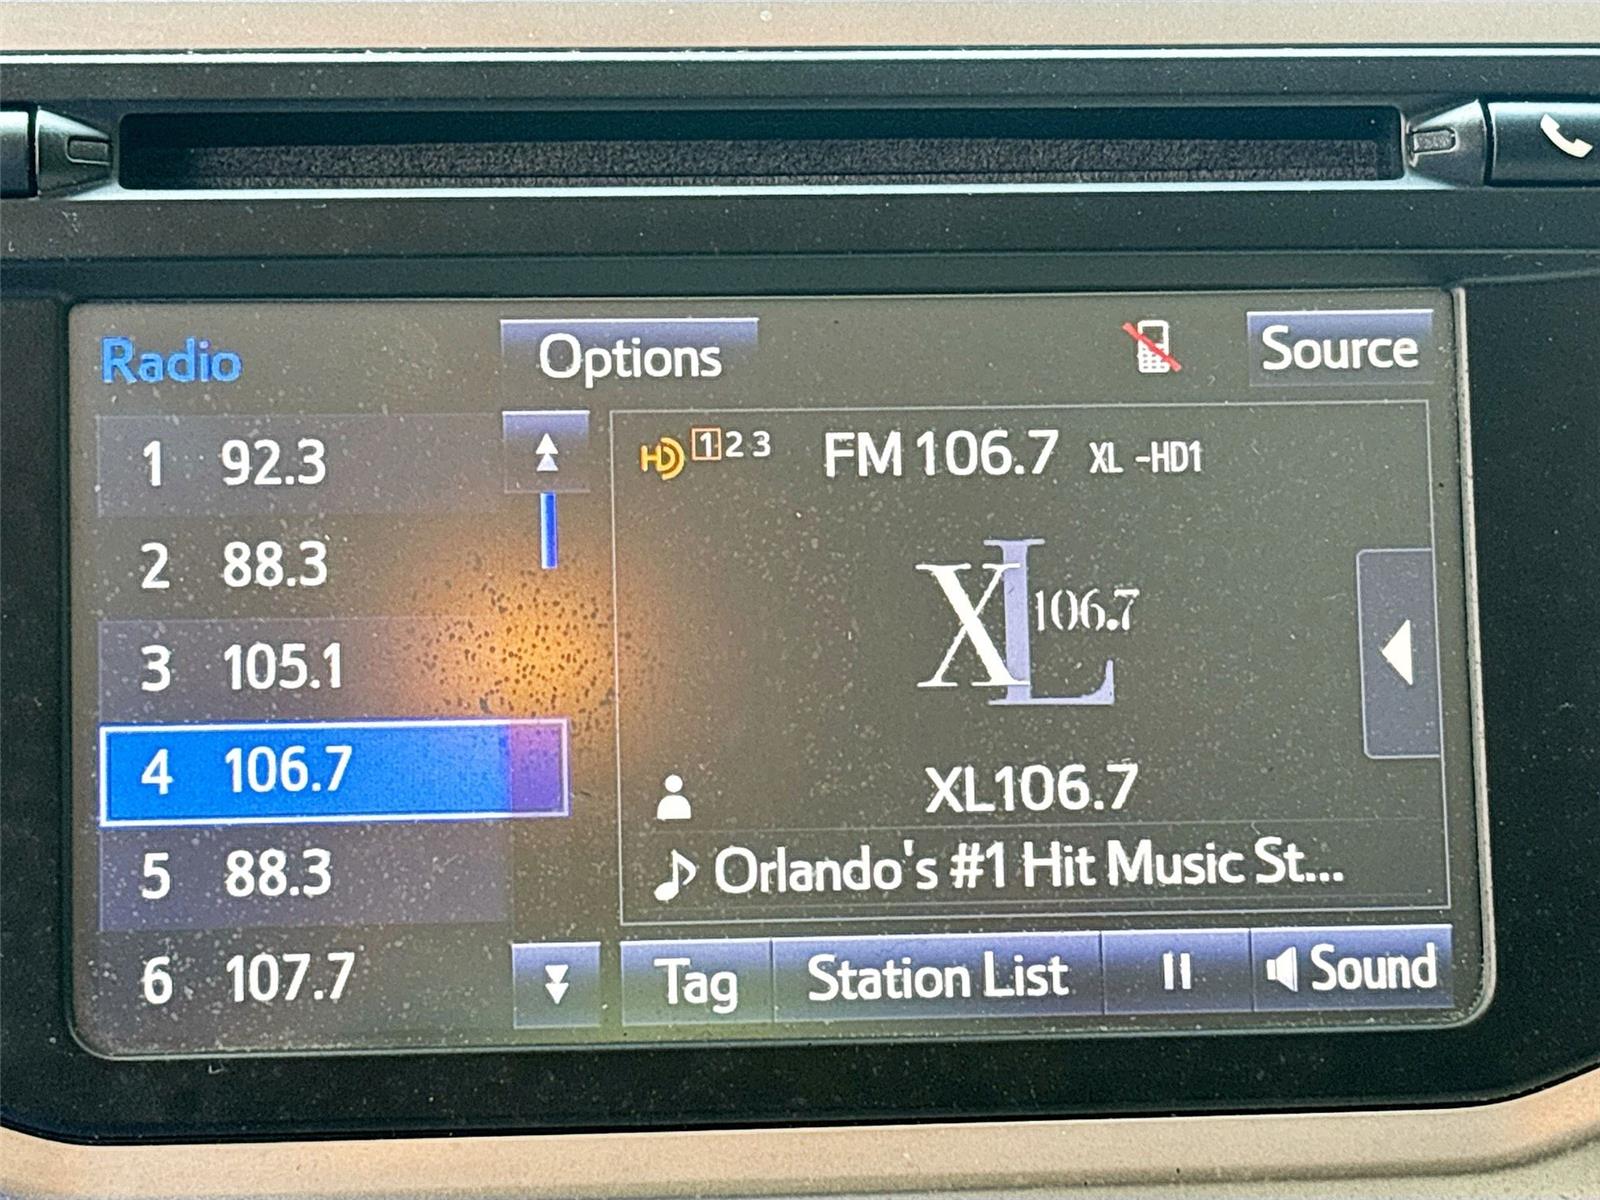 Radio
Options
Source
1 92.3
2 88.3
3 105.1
4 106.7
5 88.3
6 107.7
HD 1 2 3 FM 106.7 XL -HD1
XL 106.7
XL106.7
Orlando's #1 Hit Music St...
Tag
Station List
Sound